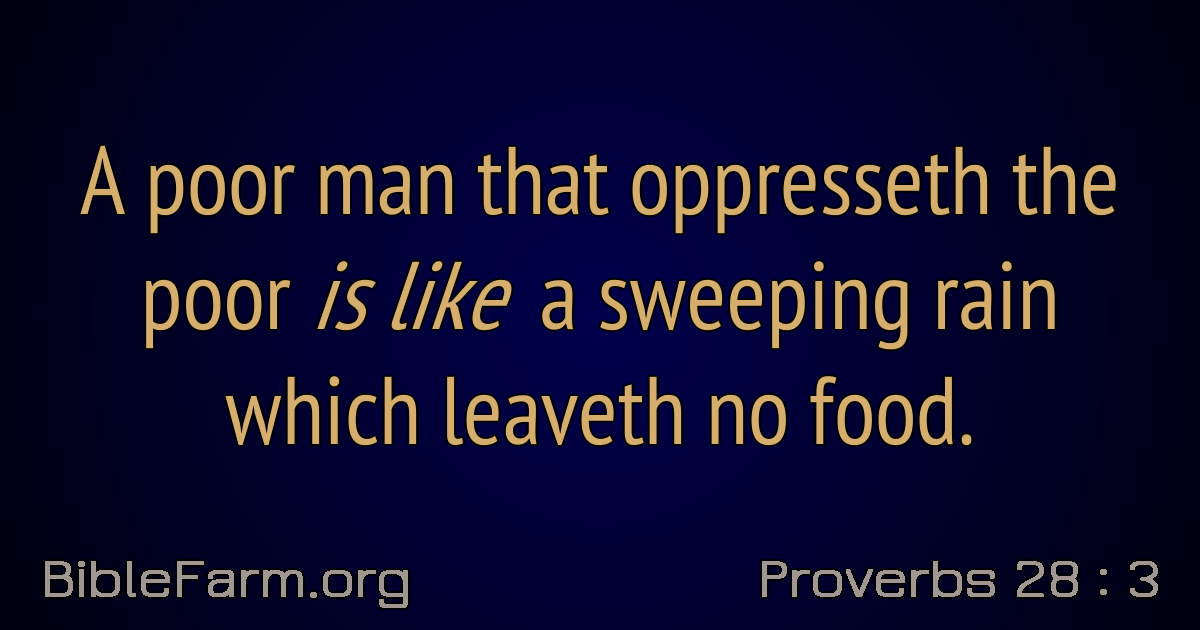 A poor man that oppresseth the
poor is like a sweeping rain
which leaveth no food.
BibleFarm.org
Proverbs 28 : 3